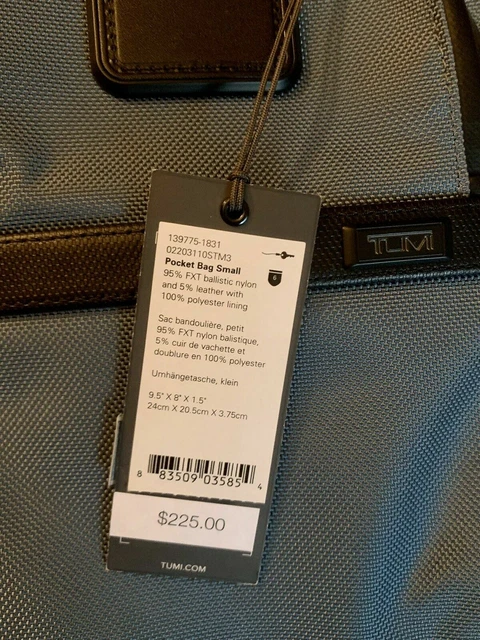 TUMI
139775-1831
02203110STM3
Pocket Bag Small
95% FXT ballistic nylon
and 5% leather with
100% polyester lining
6
Sac bandoulière, petit
95% FXT nylon balistique,
5% cuir de vachette et
doublure en 100% polyester
Umhängetasche, klein
9.5" X 8" X 1.5"
24cm X 20.5cm X 3.75cm
8 83509 03585 4
$225.00
TUMI.COM